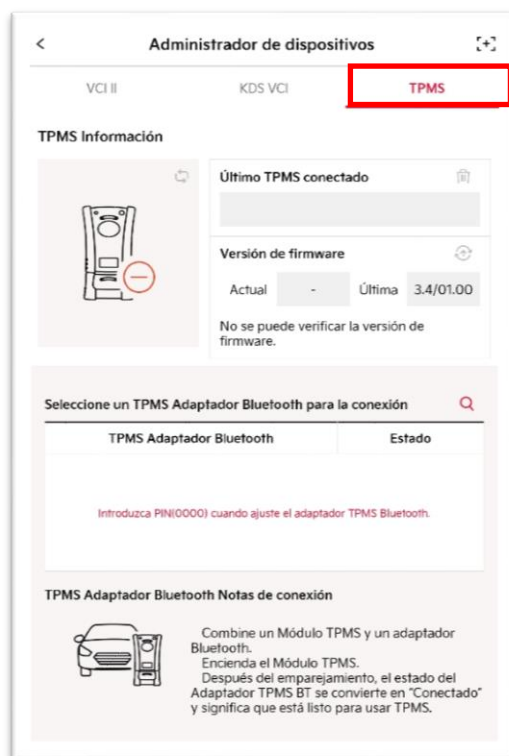 Administrador de dispositivos
VCI II KDS VCI TPMS
TPMS Información
Último TPMS conectado
Versión de firmware
Actual - Última 3.4/01.00
No se puede verificar la versión de
firmware.
Seleccione un TPMS Adaptador Bluetooth para la conexión
TPMS Adaptador Bluetooth Estado
Introduzca PIN(0000) cuando ajuste el adaptador TPMS Bluetooth.
TPMS Adaptador Bluetooth Notas de conexión
Combine un Módulo TPMS y un adaptador
Bluetooth.
Encienda el Módulo TPMS.
Después del emparejamiento, el estado del
Adaptador TPMS BT se convierte en “Conectado”
y significa que está listo para usar TPMS.